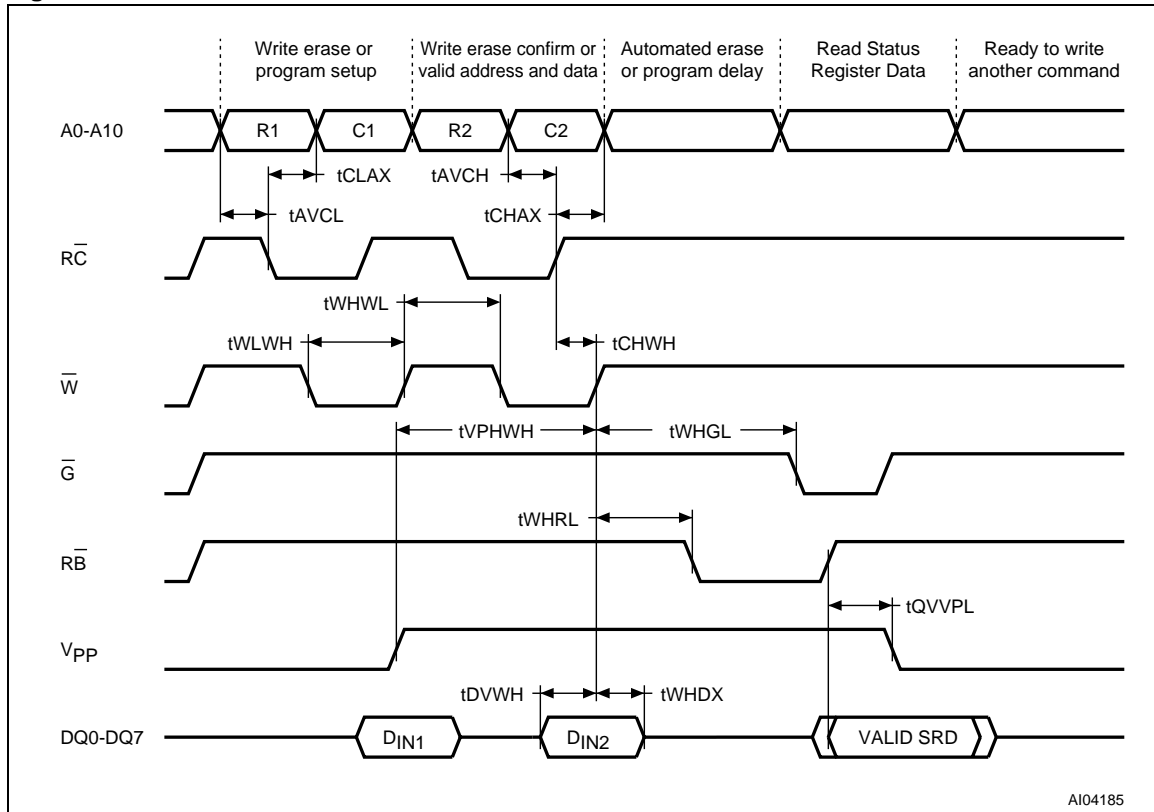 Write erase or
program setup
Write erase confirm or
valid address and data
Automated erase
or program delay
Read Status
Register Data
Ready to write
another command
A0-A10
R1
C1
R2
C2
tCLAX
tAVCH
tAVCL
tCHAX
RC̅
tWHWL
tWLWH
tCHWH
W̅
tVPHWH
tWHGL
G̅
tWHRL
RB̅
tQVVPL
VPP
tDVWH
tWHDX
DQ0-DQ7
DIN1
DIN2
VALID SRD
AI04185